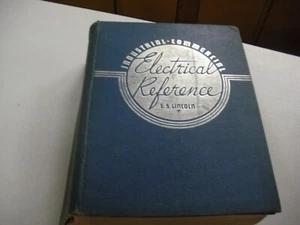 INDUSTRIAL-COMMERCIAL
Electrical
Reference
E. S. LINCOLN